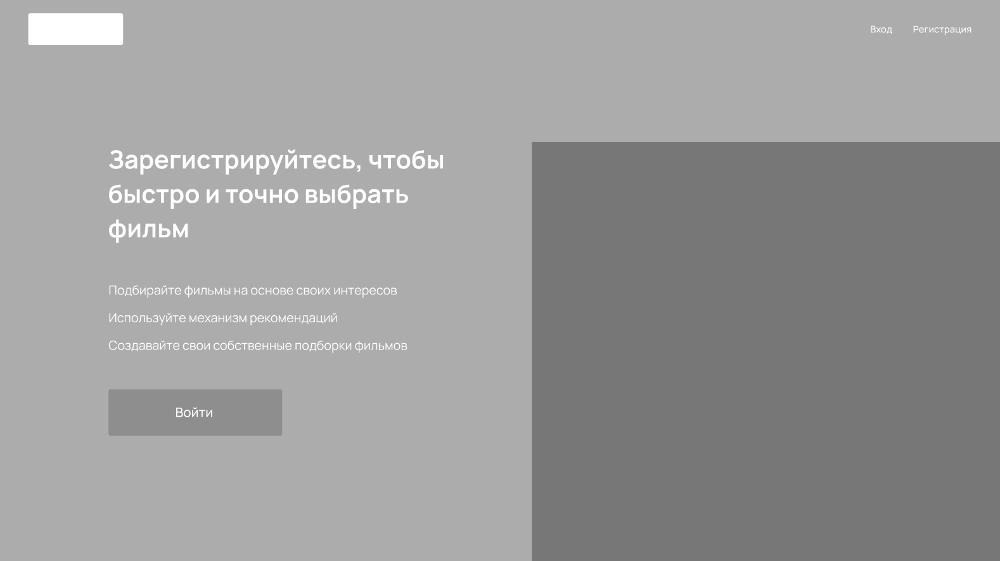 Вход Регистрация
Зарегистрируйтесь, чтобы
быстро и точно выбрать
фильм
Подбирайте фильмы на основе своих интересов
Используйте механизм рекомендаций
Создавайте свои собственные подборки фильмов
Войти